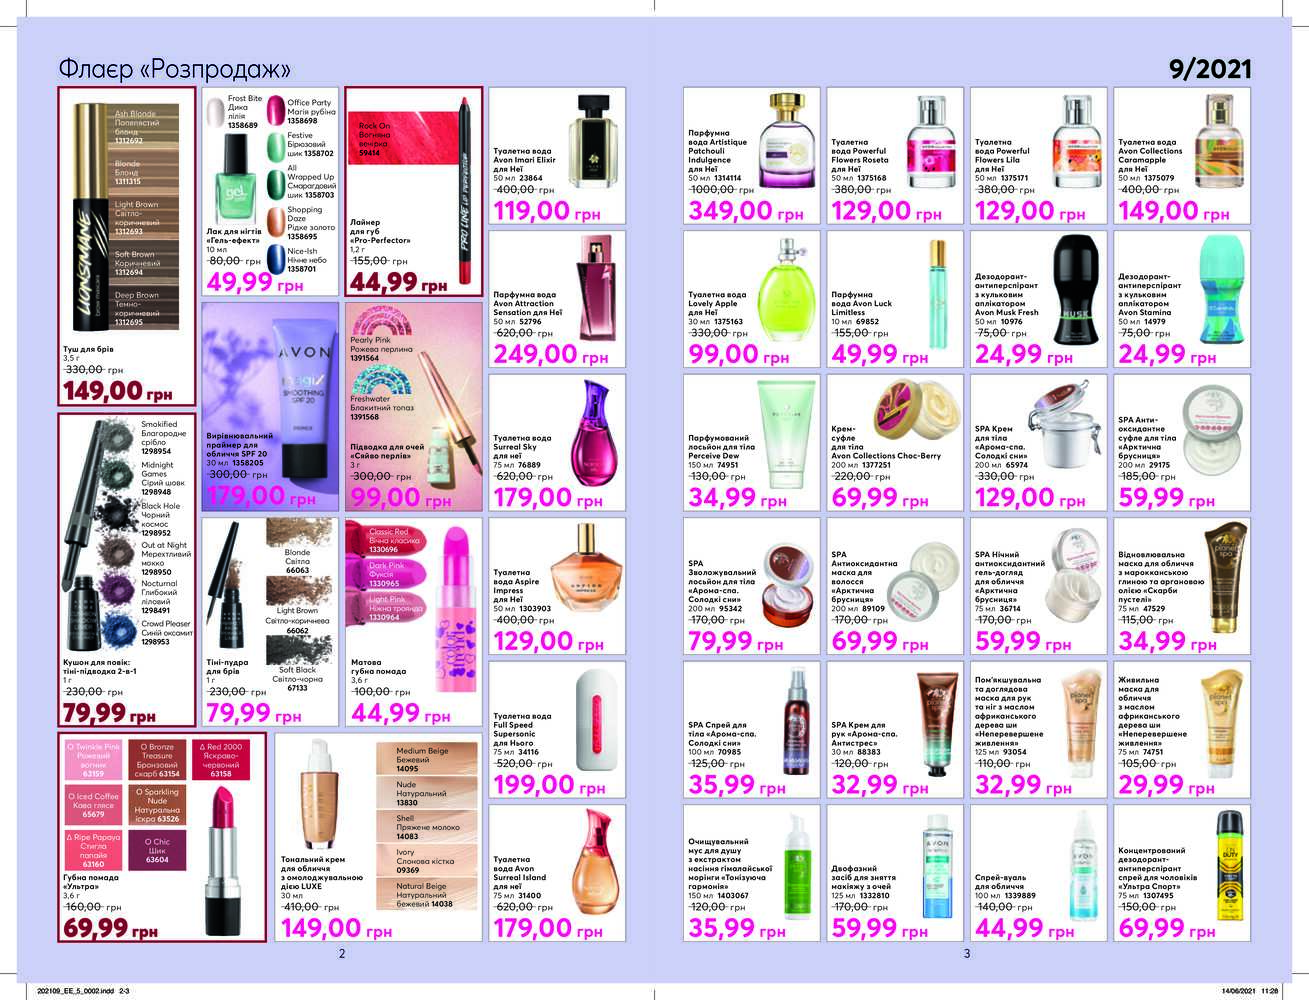 Флаєр «Розпродаж»
9/2021
Ash Blonde
Попелястий
блонд
1312692
Blonde
Блонд
1311315
Light Brown
Світло-
коричневий
1312693
Soft Brown
Коричневий
1312694
Deep Brown
Темно-
коричневий
1312695
LIONSIMANE
brow mascara
Туш для брів
3,5 г
330,00 грн
149,00 грн
Frost Bite
Дика
лілія
1358689
Office Party
Магія рубіна
1358698
Festive
Бірюзовий
шик 1358702
All
Wrapped Up
Смарагдовий
шик 1358703
Shopping
Daze
Рідке золото
1358695
Nice-Ish
Нічне небо
1358701
gel
Лак для нігтів
«Гель-ефект»
10 мл
80,00 грн
49,99 грн
Rock On
Вогняна
вечірка
59414
PRO LINE UP PERFECTOR
Лайнер
для губ
«Pro-Perfector»
1,2 г
155,00 грн
44,99 грн
Туалетна вода
Avon Imari Elixir
для Неї
50 мл 23864
400,00 грн
119,00 грн
Парфумна вода
Avon Attraction
Sensation для Неї
50 мл 52796
620,00 грн
249,00 грн
AVON
magix
SMOOTHING
SPF 20
PRIMER
Вирівнювальний
праймер для
обличчя SPF 20
30 мл 1358205
300,00 грн
179,00 грн
Pearly Pink
Рожева перлина
1391564
Freshwater
Блакитний топаз
1391568
Підводка для очей
«Сяйво перлів»
3 г
300,00 грн
99,00 грн
Туалетна вода
Surreal Sky
для неї
75 мл 76889
620,00 грн
179,00 грн
Smokified
Благородне
срібло
1298954
Midnight
Games
Сірий шовк
1298948
Black Hole
Чорний
космос
1298952
Out at Night
Мерехтливий
мокко
1298950
Nocturnal
Глибокий
ліловий
1298491
Crowd Pleaser
Синій оксамит
1298953
Кушон для повік:
тіні-підводка 2-в-1
1 г
230,00 грн
79,99 грн
Blonde
Світла
66063
Light Brown
Світло-коричнева
66062
Soft Black
Світло-чорна
67133
Тіні-пудра
для брів
1 г
230,00 грн
79,99 грн
Classic Red
Вічна класика
1330696
Dark Pink
Фуксія
1330965
Light Pink
Ніжна троянда
1330964
color
trend
Матова
губна помада
3,6 г
100,00 грн
44,99 грн
Туалетна
вода Aspire
Impress
для Неї
50 мл 1303903
400,00 грн
129,00 грн
Туалетна вода
Full Speed
Supersonic
для Нього
75 мл 34116
520,00 грн
199,00 грн
O Twinkle Pink
Рожевий
вогник
63159
O Bronze
Treasure
Бронзовий
скарб 63154
Δ Red 2000
Яскраво-
червоний
63158
O Iced Coffee
Кава глясе
65679
O Sparkling
Nude
Натуральна
іскра 63526
Δ Ripe Papaya
Стигла
папайя
63160
O Chic
Шик
63604
Губна помада
«Ультра»
3,6 г
160,00 грн
69,99 грн
Medium Beige
Бежевий
14095
Nude
Натуральний
13830
Shell
Пряжене молоко
14083
Ivory
Слонова кістка
09369
Natural Beige
Натуральний
бежевий 14038
Тональний крем
для обличчя
з омолоджувальною
дією LUXE
30 мл
410,00 грн
149,00 грн
Туалетна
вода Avon
Surreal Island
для неї
75 мл 31400
620,00 грн
179,00 грн
Парфумна
вода Artistique
Patchouli
Indulgence
для Неї
50 мл 1314114
1000,00 грн
349,00 грн
Туалетна
вода Powerful
Flowers Roseta
для Неї
50 мл 1375168
380,00 грн
129,00 грн
Туалетна
вода Powerful
Flowers Lila
для Неї
50 мл 1375171
380,00 грн
129,00 грн
Туалетна вода
Avon Collections
Caramapple
для Неї
50 мл 1375079
400,00 грн
149,00 грн
Туалетна вода
Lovely Apple
для Неї
30 мл 1375163
330,00 грн
99,00 грн
Парфумна
вода Avon Luck
Limitless
10 мл 69852
155,00 грн
49,99 грн
MUSK
Дезодорант-
антиперспірант
з кульковим
аплікатором
Avon Musk Fresh
50 мл 10976
75,00 грн
24,99 грн
Дезодорант-
антиперспірант
з кульковим
аплікатором
Avon Stamina
50 мл 14979
75,00 грн
24,99 грн
Парфумований
лосьйон для тіла
Perceive Dew
150 мл 74951
130,00 грн
34,99 грн
Крем-
суфле
для тіла
Avon Collections Choc-Berry
200 мл 1377251
220,00 грн
69,99 грн
SPA Крем
для тіла
«Арома-спа.
Солодкі сни»
200 мл 65974
330,00 грн
129,00 грн
SPA Анти-
оксидантне
суфле для тіла
«Арктична
брусниця»
200 мл 29175
185,00 грн
59,99 грн
SPA
Зволожувальний
лосьйон для тіла
«Арома-спа.
Солодкі сни»
200 мл 95342
170,00 грн
79,99 грн
SPA
Антиоксидантна
маска для
волосся
«Арктична
брусниця»
200 мл 89109
170,00 грн
69,99 грн
SPA Нічний
антиоксидантний
гель-догляд
для обличчя
«Арктична
брусниця»
75 мл 36714
170,00 грн
59,99 грн
planet
spa
Відновлювальна
маска для обличчя
з марокканською
глиною та аргановою
олією «Скарби
пустелі»
75 мл 47529
115,00 грн
34,99 грн
SPA Спрей для
тіла «Арома-спа.
Солодкі сни»
100 мл 70985
125,00 грн
35,99 грн
SPA Крем для
рук «Арома-спа.
Антистрес»
30 мл 88383
120,00 грн
32,99 грн
planet
spa
Пом'якшувальна
та доглядова
маска для рук
та ніг з маслом
африканського
дерева ши
«Неперевершене
живлення»
125 мл 93054
110,00 грн
32,99 грн
planet
spa
Живильна
маска для
обличчя
з маслом
африканського
дерева ши
«Неперевершене
живлення»
75 мл 74751
105,00 грн
29,99 грн
Очищувальний
мус для душу
з екстрактом
насіння гімалайської
морінги «Тонізуюча
гармонія»
150 мл 1403067
120,00 грн
35,99 грн
AVON
Двофазний
засіб для зняття
макіяжу з очей
125 мл 1332810
170,00 грн
59,99 грн
AVON
Спрей-вуаль
для обличчя
100 мл 1339889
140,00 грн
44,99 грн
ON
DUTY
Концентрований
дезодорант-
антиперспірант
спрей для чоловіків
«Ультра Спорт»
75 мл 1307495
150,00 грн
69,99 грн
2
3
202109_EE_5_0002.indd 2-3
14/06/2021 11:26